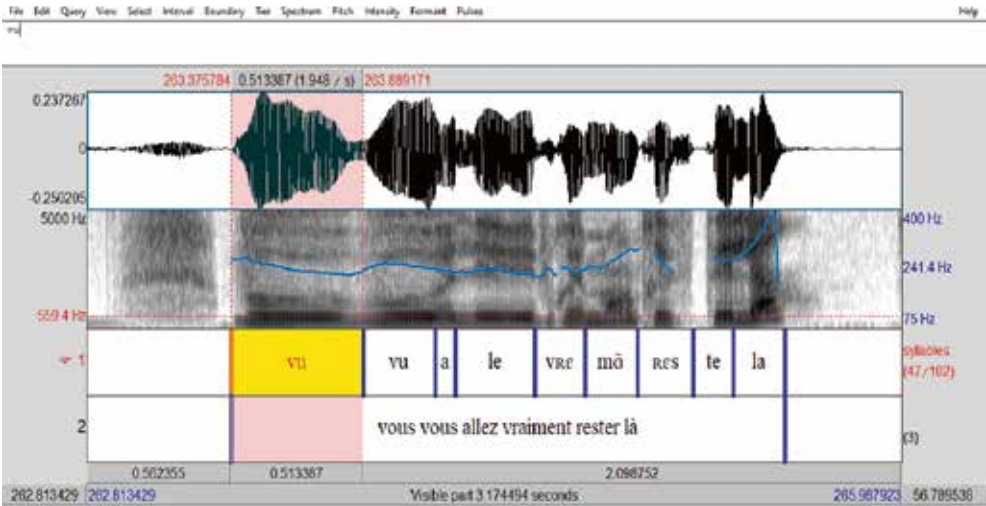 File Edit Query View Select Interval Boundary Tier Spectrum Pitch Intensity Formant Pulses Help
vu
263.375784 0.513387 (1.948 / s) 263.889171
0.237267
0
-0.250205
5000 Hz 400 Hz
241.4 Hz
559.4 Hz 75 Hz
1 vu vu a le vʀɛ mõ ʀɛs te la syllables
(47/102)
2 vous vous allez vraiment rester là (3)
0.562355 0.513387 2.098752
262.813429 262.813429 Visible part 3.174494 seconds 265.987923 56.789536